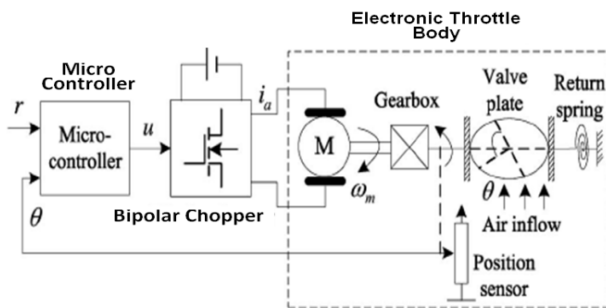 Electronic Throttle
Body
Micro
Controller
r
Micro-
controller
θ
u
Bipolar Chopper
i_a
M
ω_m
Gearbox
Valve
plate
Return
spring
θ
Air inflow
Position
sensor